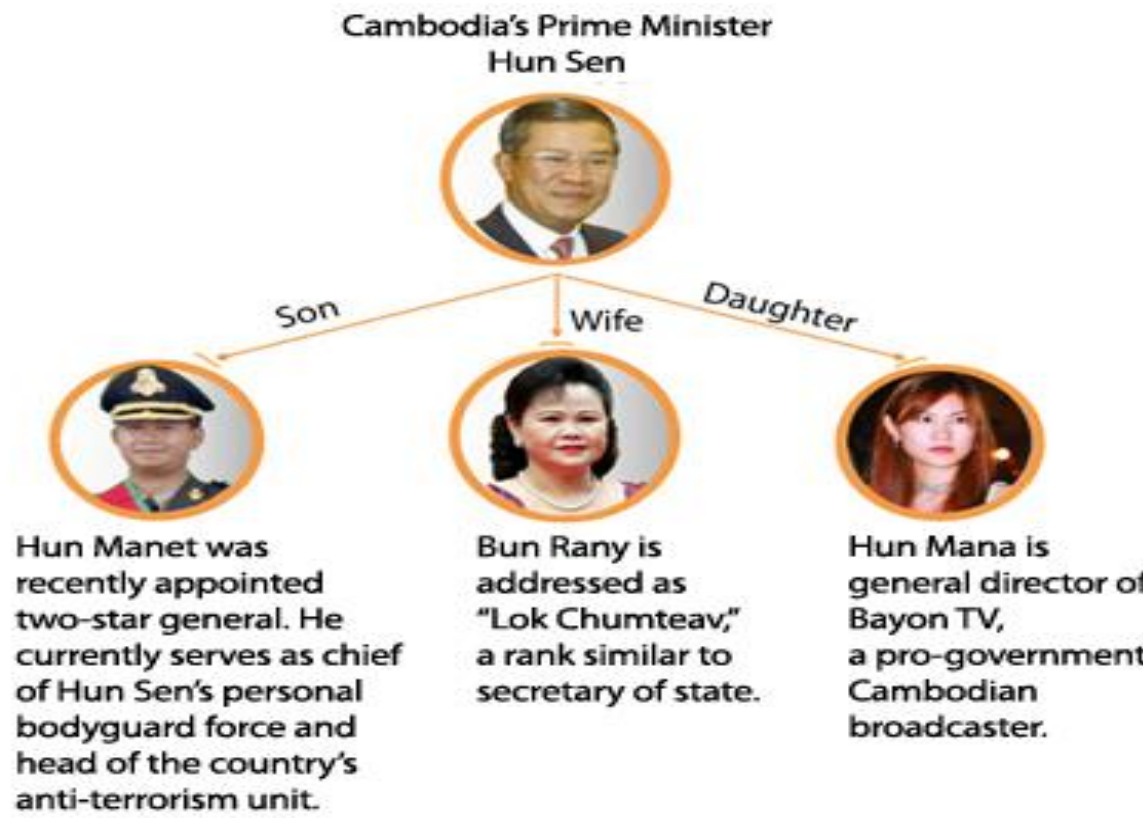 Cambodia's Prime Minister
Hun Sen
Son
Wife
Daughter
Hun Manet was
recently appointed
two-star general. He
currently serves as chief
of Hun Sen's personal
bodyguard force and
head of the country's
anti-terrorism unit.
Bun Rany is
addressed as
“Lok Chumteav,”
a rank similar to
secretary of state.
Hun Mana is
general director of
Bayon TV,
a pro-government
Cambodian
broadcaster.